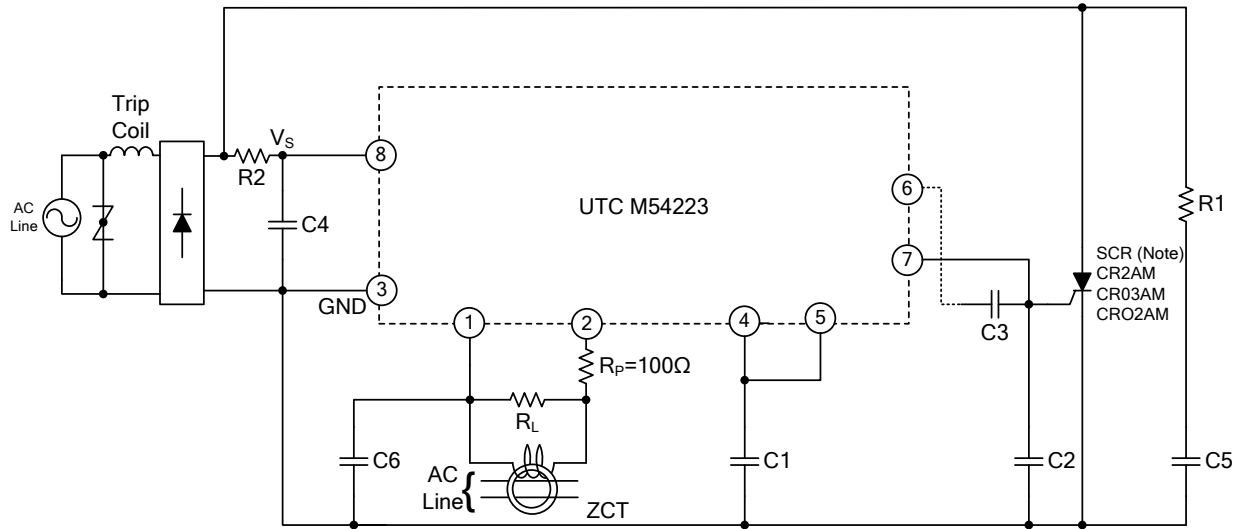 Trip
Coil
AC
Line
R2
VS
C4
8
3
GND
UTC M54223
6
7
1
2
4
5
RP=100Ω
RL
C6
AC
Line
ZCT
C1
C3
C2
SCR (Note)
CR2AM
CR03AM
CRO2AM
R1
C5